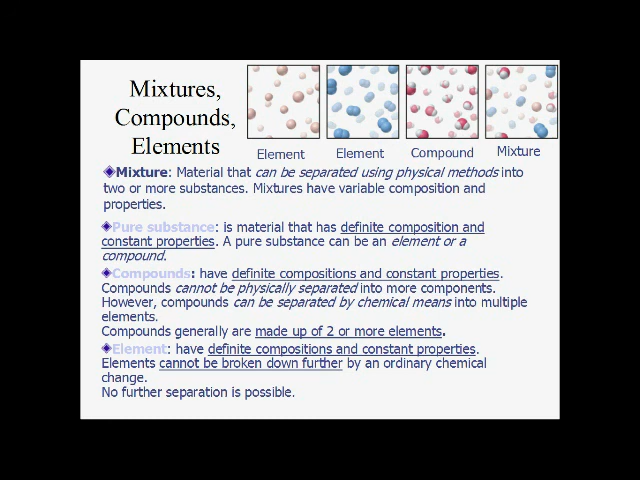 Mixtures,
Compounds,
Elements
Element
Element
Compound
Mixture
Mixture: Material that can be separated using physical methods into
two or more substances. Mixtures have variable composition and
properties.
Pure substance: is material that has definite composition and
constant properties. A pure substance can be an element or a
compound.
Compounds: have definite compositions and constant properties.
Compounds cannot be physically separated into more components.
However, compounds can be separated by chemical means into multiple
elements.
Compounds generally are made up of 2 or more elements.
Element: have definite compositions and constant properties.
Elements cannot be broken down further by an ordinary chemical
change.
No further separation is possible.